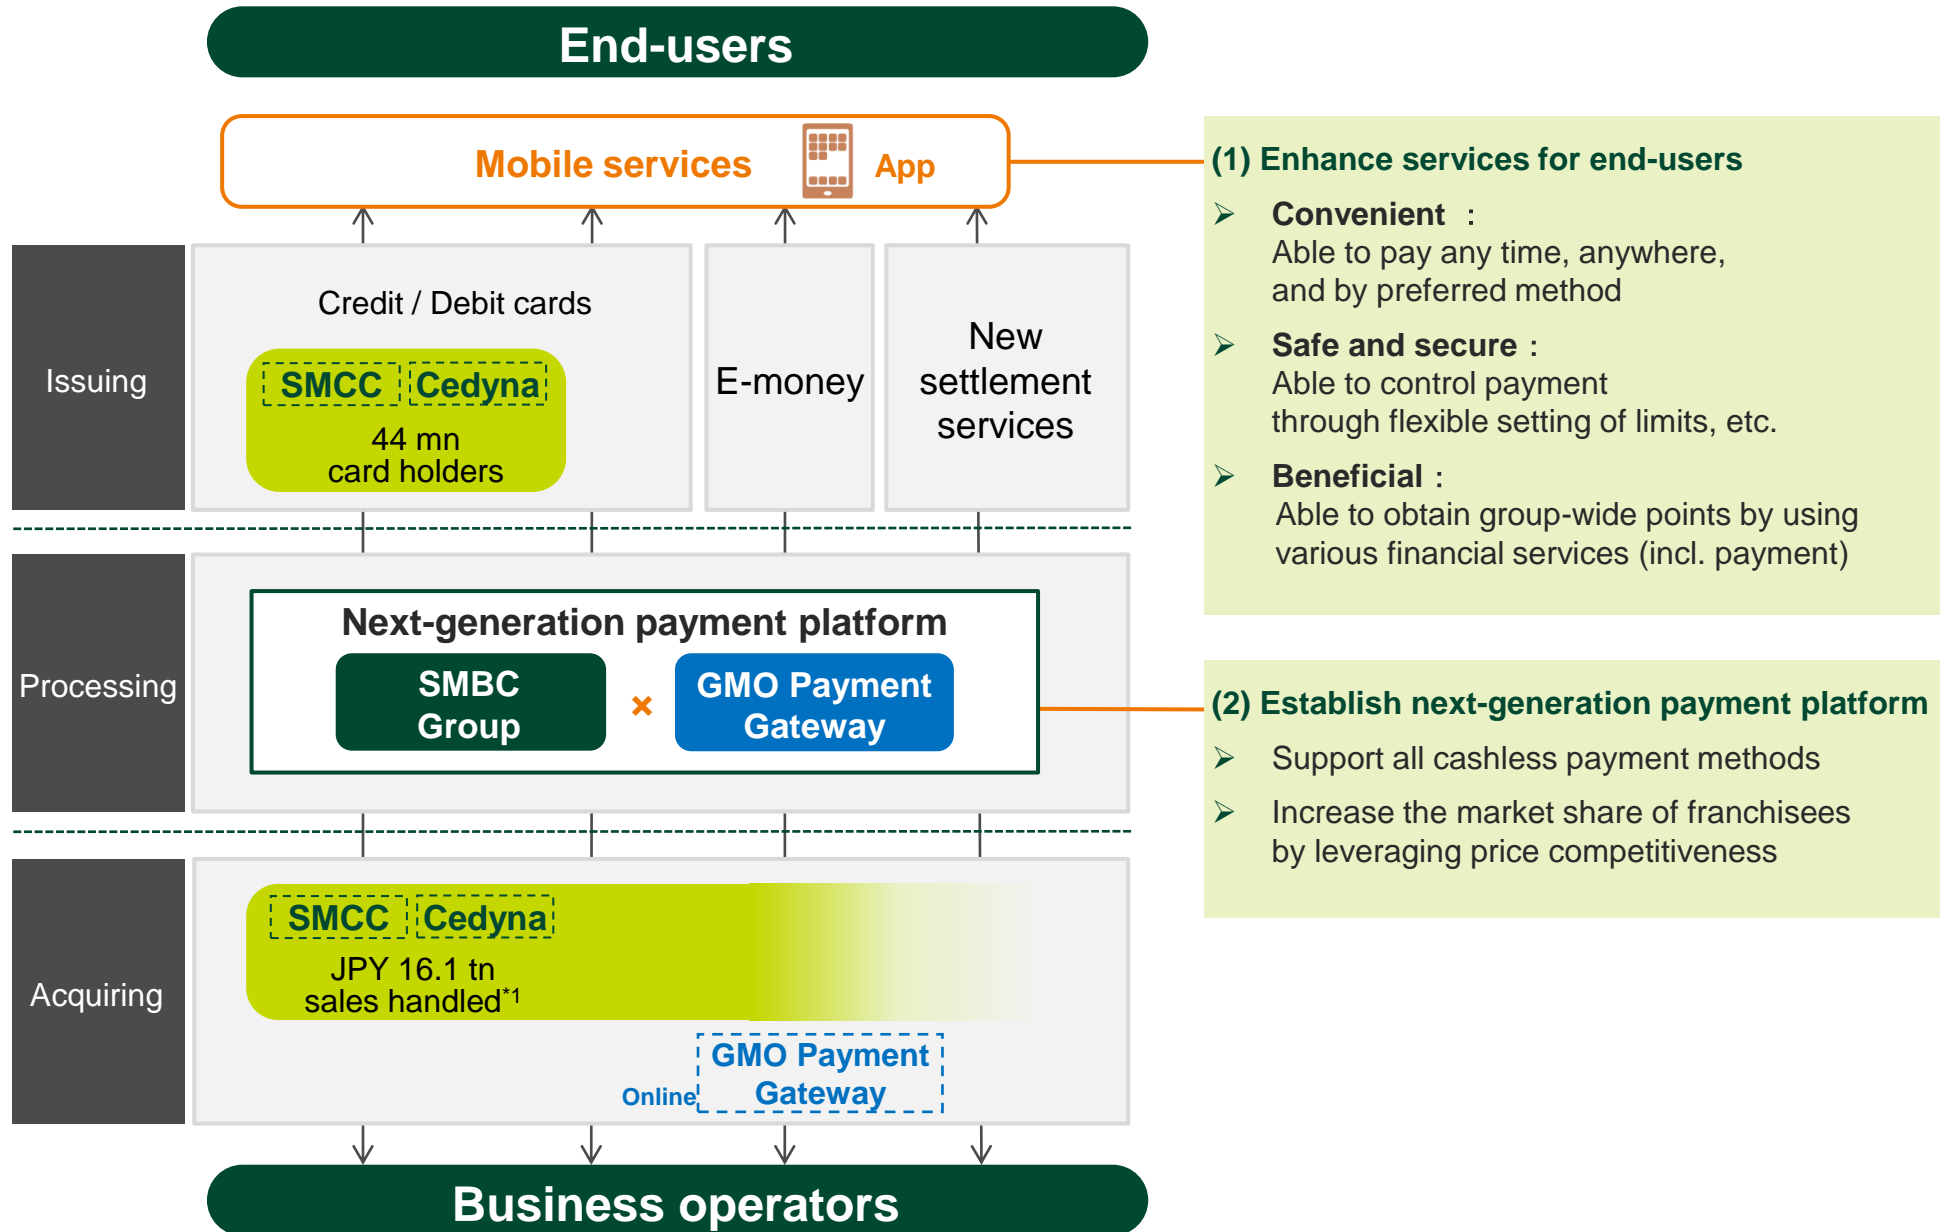 End-users
Mobile services
App
Issuing
Credit / Debit cards
SMCC
Cedyna
44 mn
card holders
E-money
New
settlement
services
Processing
Next-generation payment platform
SMBC
Group
×
GMO Payment
Gateway
Acquiring
SMCC
Cedyna
JPY 16.1 tn
sales handled*1
Online
GMO Payment
Gateway
Business operators
(1) Enhance services for end-users
➢ Convenient :
Able to pay any time, anywhere,
and by preferred method
➢ Safe and secure :
Able to control payment
through flexible setting of limits, etc.
➢ Beneficial :
Able to obtain group-wide points by using
various financial services (incl. payment)
(2) Establish next-generation payment platform
➢ Support all cashless payment methods
➢ Increase the market share of franchisees
by leveraging price competitiveness